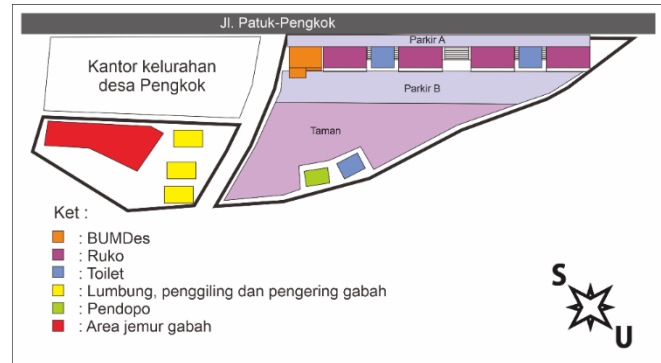 Jl. Patuk-Pengkok
Parkir A
Kantor kelurahan
desa Pengkok
Parkir B
Taman
Ket :
: BUMDes
: Ruko
: Toilet
: Lumbung, penggiling dan pengering gabah
: Pendopo
: Area jemur gabah
S
U